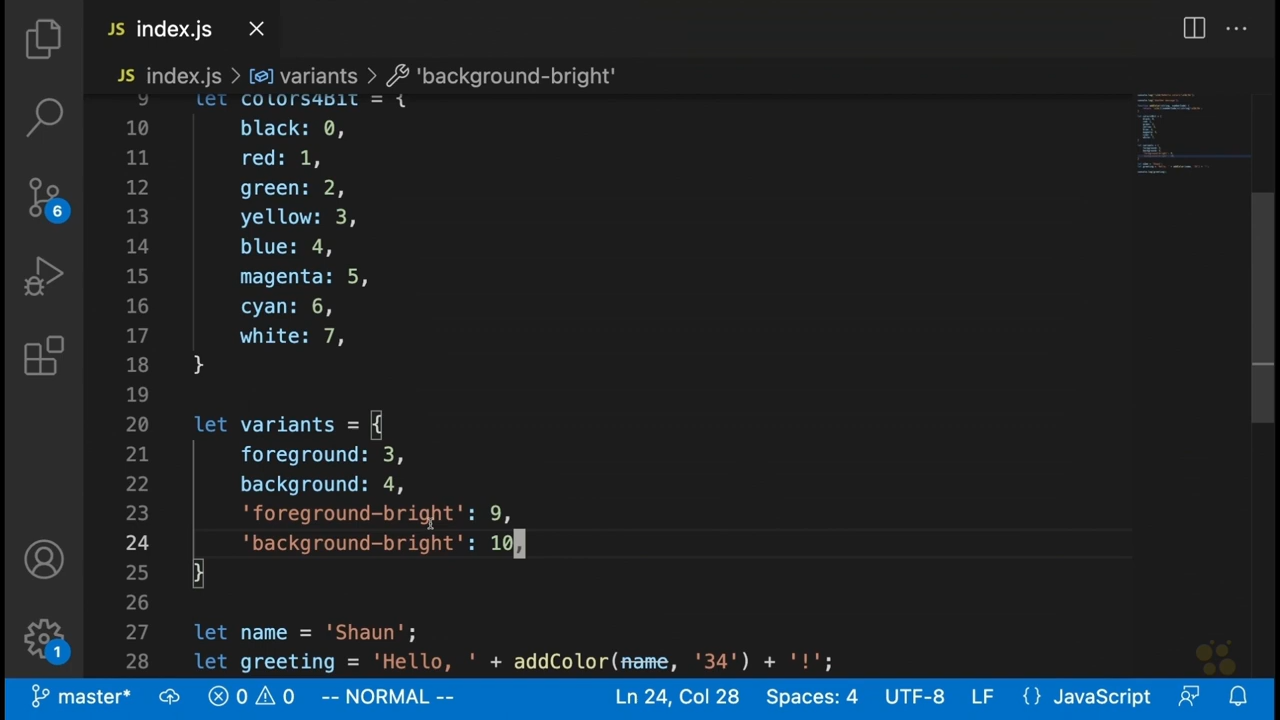 JS index.js
JS index.js > variants > 'background-bright'
9 let colors4Bit = {
10 black: 0,
11 red: 1,
12 green: 2,
13 yellow: 3,
14 blue: 4,
15 magenta: 5,
16 cyan: 6,
17 white: 7,
18 }
19
20 let variants = {
21 foreground: 3,
22 background: 4,
23 'foreground-bright': 9,
24 'background-bright': 10,
25 }
26
27 let name = 'Shaun';
28 let greeting = 'Hello, ' + addColor(name, '34') + '!';
6
1
master* 0 0 -- NORMAL -- Ln 24, Col 28 Spaces: 4 UTF-8 LF {} JavaScript